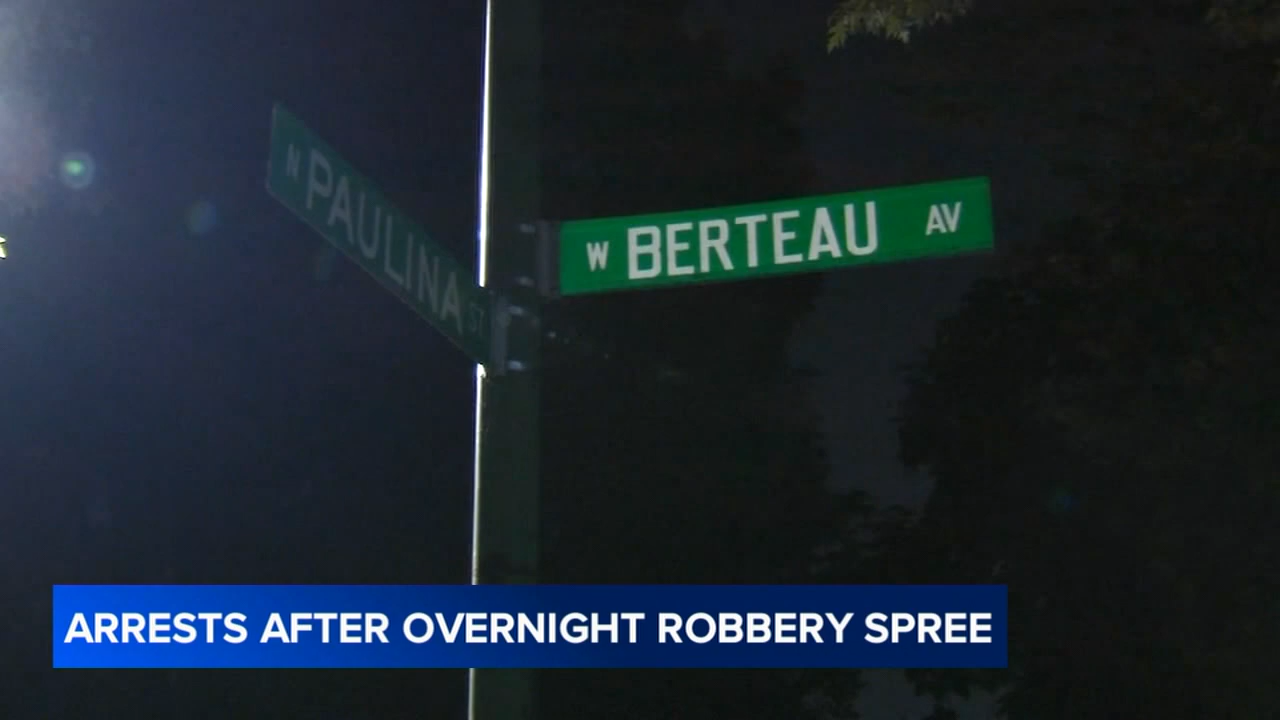 N PAULINA ST
W BERTEAU AV
ARRESTS AFTER OVERNIGHT ROBBERY SPREE